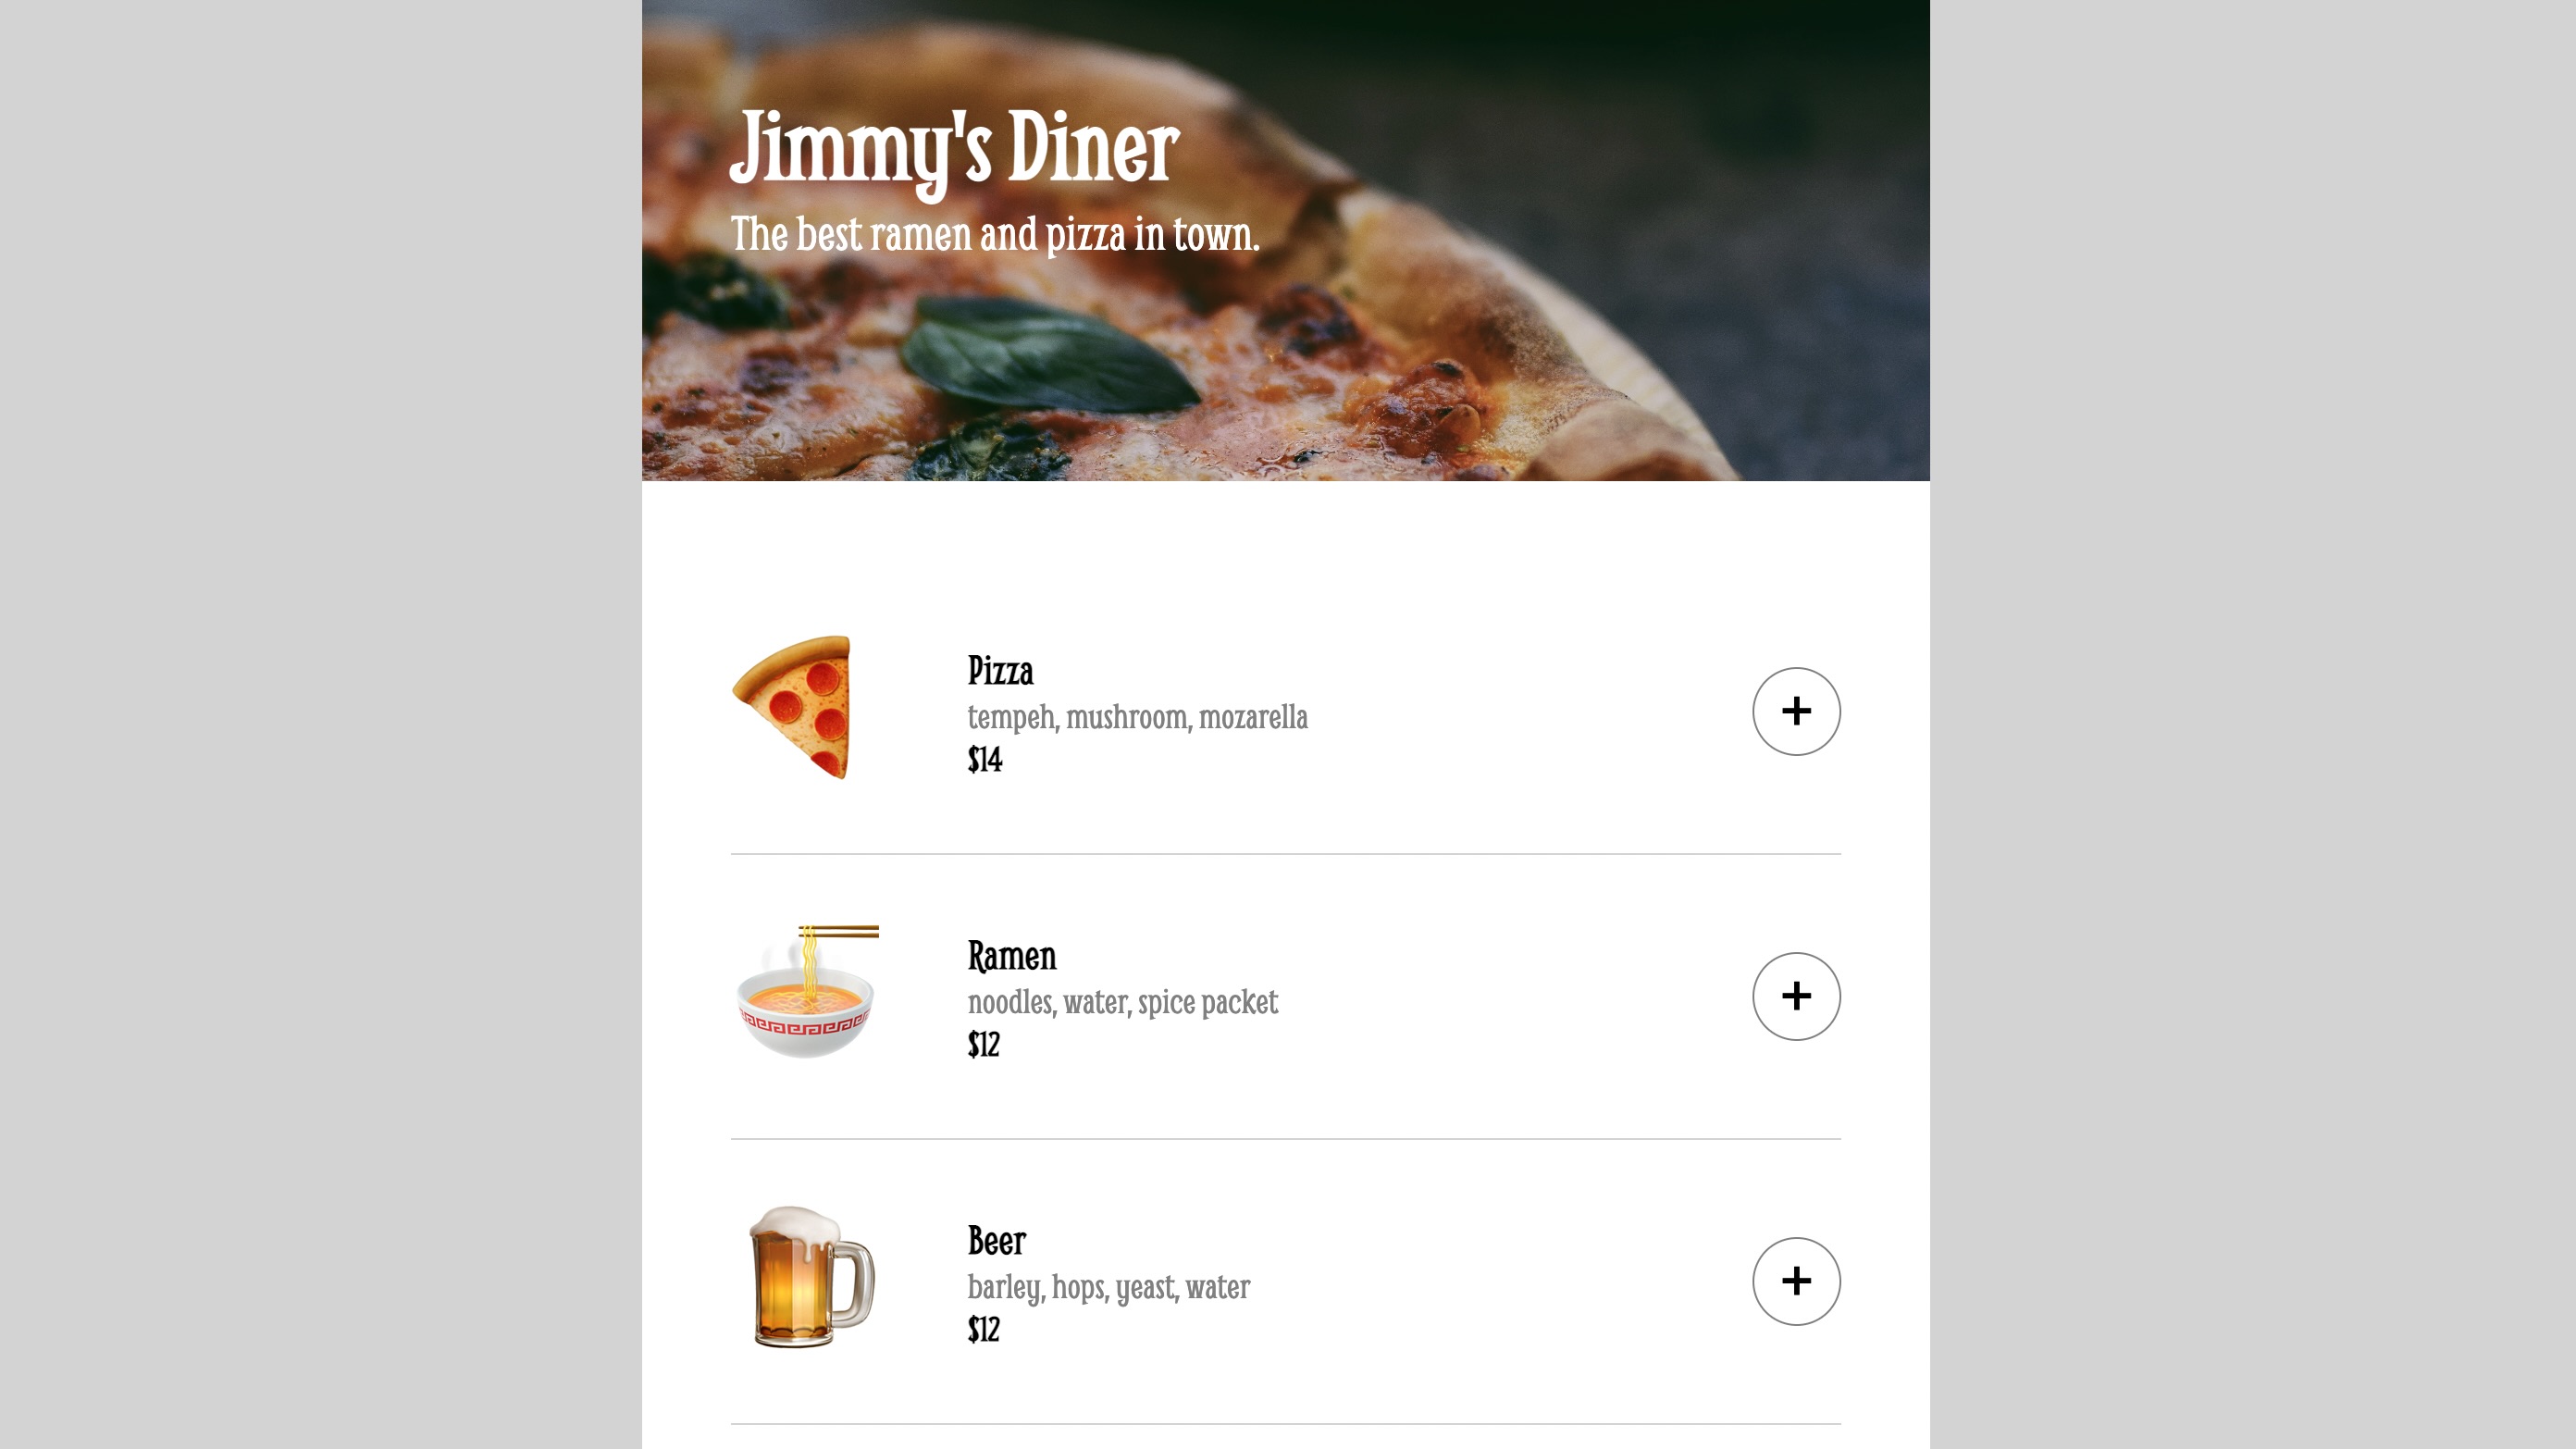 Jimmy's Diner
The best ramen and pizza in town.
Pizza
tempeh, mushroom, mozarella
$14
+
Ramen
noodles, water, spice packet
$12
+
Beer
barley, hops, yeast, water
$12
+